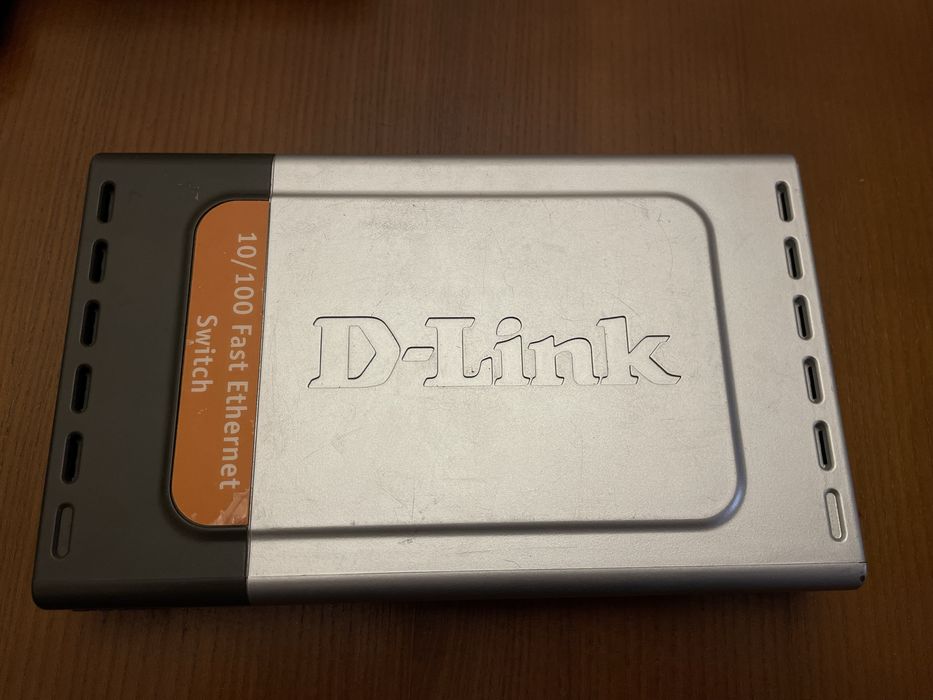 10/100 Fast Ethernet
Switch
D-Link